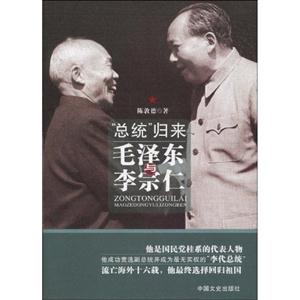 陈敦德◎著
“总统”归来
毛泽东
与
李宗仁
ZONGTONGGUILAI
MAOZEDONGYULIZONGREN
他是国民党桂系的代表人物
他成功竞选副总统并成为最无实权的“李代总统”
流亡海外十六载，他最终选择回归祖国
中国文史出版社